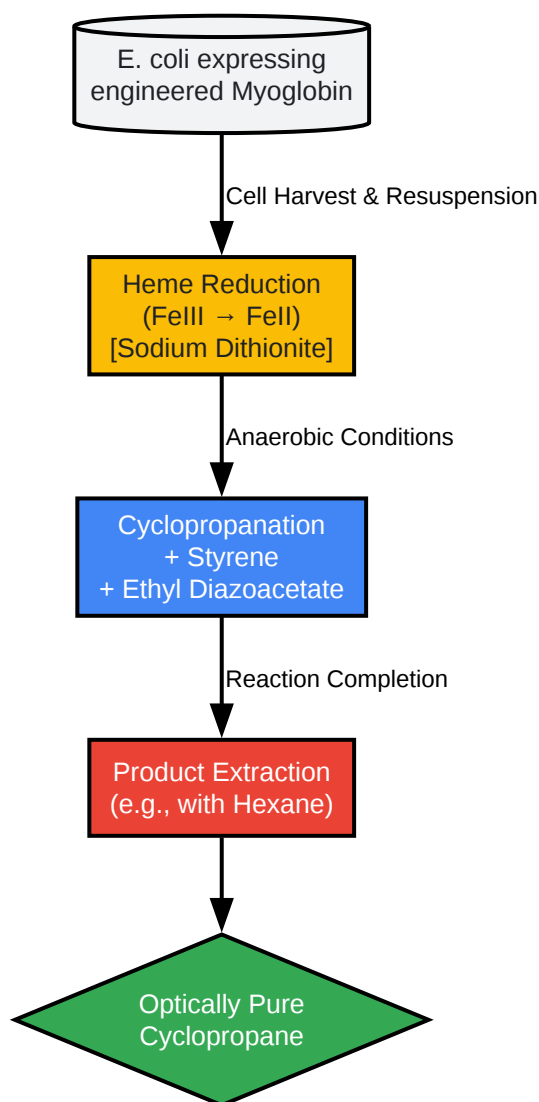 E. coli expressing
engineered Myoglobin
Cell Harvest & Resuspension
Heme Reduction
(FeIII → FeII)
[Sodium Dithionite]
Anaerobic Conditions
Cyclopropanation
+ Styrene
+ Ethyl Diazoacetate
Reaction Completion
Product Extraction
(e.g., with Hexane)
Optically Pure
Cyclopropane